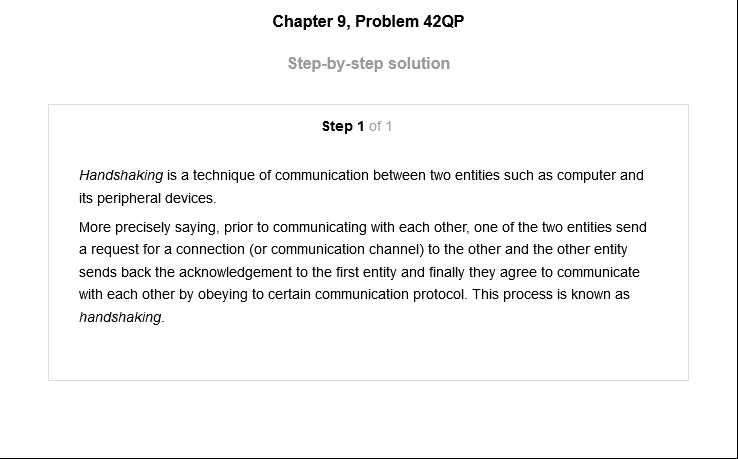 Chapter 9, Problem 42QP
Step-by-step solution
Step 1 of 1
Handshaking is a technique of communication between two entities such as computer and
its peripheral devices.
More precisely saying, prior to communicating with each other, one of the two entities send
a request for a connection (or communication channel) to the other and the other entity
sends back the acknowledgement to the first entity and finally they agree to communicate
with each other by obeying to certain communication protocol. This process is known as
handshaking.